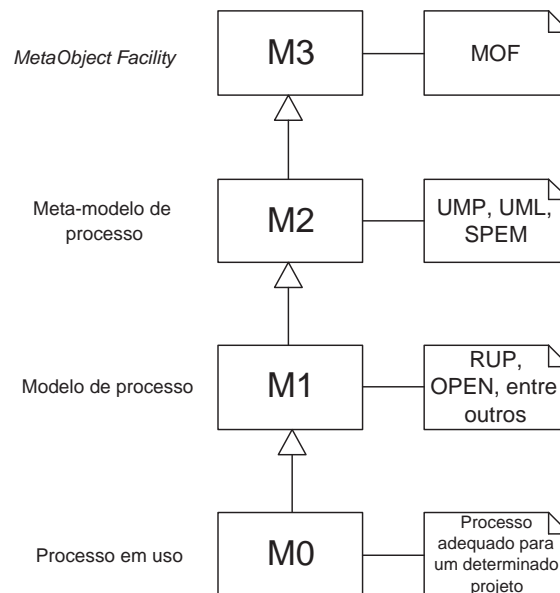 MetaObject Facility
M3
MOF
Meta-modelo de
processo
M2
UMP, UML,
SPEM
Modelo de processo
M1
RUP,
OPEN, entre
outros
Processo em uso
M0
Processo
adequado para
um determinado
projeto